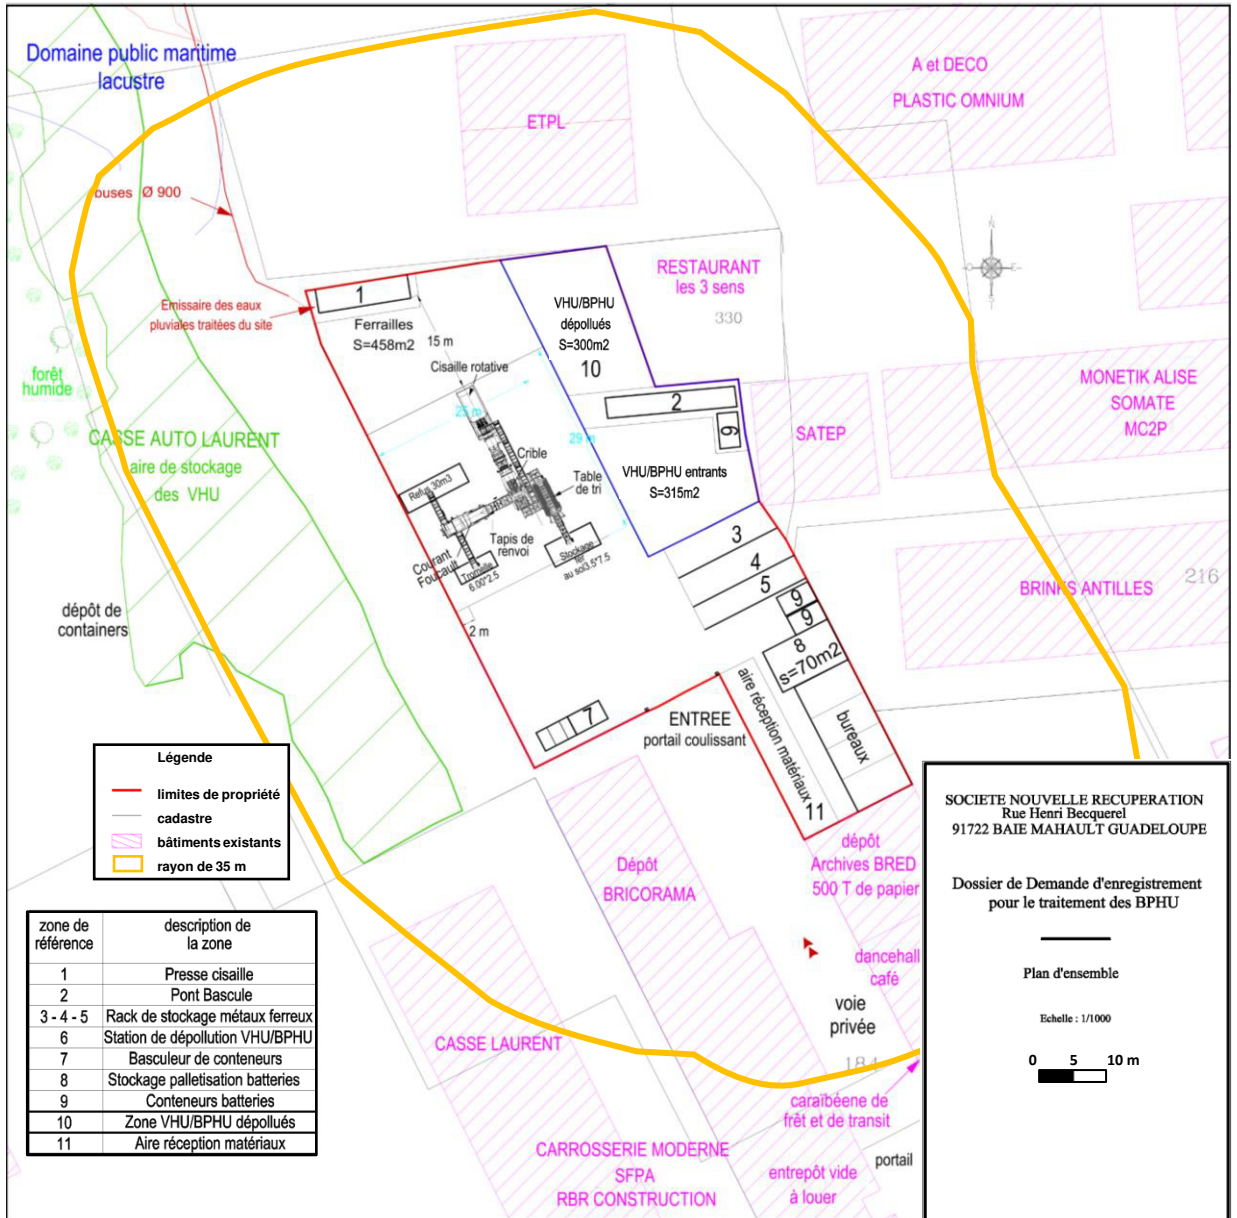 Domaine public maritime
lacustre
buses Ø 900
Emissaire des eaux
pluviales traitées du site
forêt
humide
CASSE AUTO LAURENT
aire de stockage
des VHU
dépôt de
containers
ETPL
A et DECO
PLASTIC OMNIUM
N
O
E
S
RESTAURANT
les 3 sens
330
MONETIK ALISE
SOMATE
MC2P
SATEP
BRINKS ANTILLES
216
1
Ferrailles
S=458m2
15 m
Cisaille rotative
25 m
29 m
Crible
Table
de tri
Refus 30m3
Tapis de
renvoi
Courant
Foucault
Tromelle
6.00*2.5
Stockage
fer
au sol3.5*7.5
2 m
VHU/BPHU
dépollués
S=300m2
10
2
9
VHU/BPHU entrants
S=315m2
3
4
5
9
9
8
s=70m2
bureaux
aire réception matériaux
11
7
ENTREE
portail coulissant
Dépôt
BRICORAMA
dépôt
Archives BRED
500 T de papier
dancehall
café
voie
privée
184
caraïbéene de
frêt et de transit
portail
entrepôt vide
à louer
CASSE LAURENT
CARROSSERIE MODERNE
SFPA
RBR CONSTRUCTION
Légende
limites de propriété
cadastre
bâtiments existants
rayon de 35 m
zone de référence description de la zone
1 Presse cisaille
2 Pont Bascule
3 - 4 - 5 Rack de stockage métaux ferreux
6 Station de dépollution VHU/BPHU
7 Basculeur de conteneurs
8 Stockage palletisation batteries
9 Conteneurs batteries
10 Zone VHU/BPHU dépollués
11 Aire réception matériaux
SOCIETE NOUVELLE RECUPERATION
Rue Henri Becquerel
91722 BAIE MAHAULT GUADELOUPE
Dossier de Demande d'enregistrement
pour le traitement des BPHU
Plan d'ensemble
Echelle : 1/1000
0 5 10 m